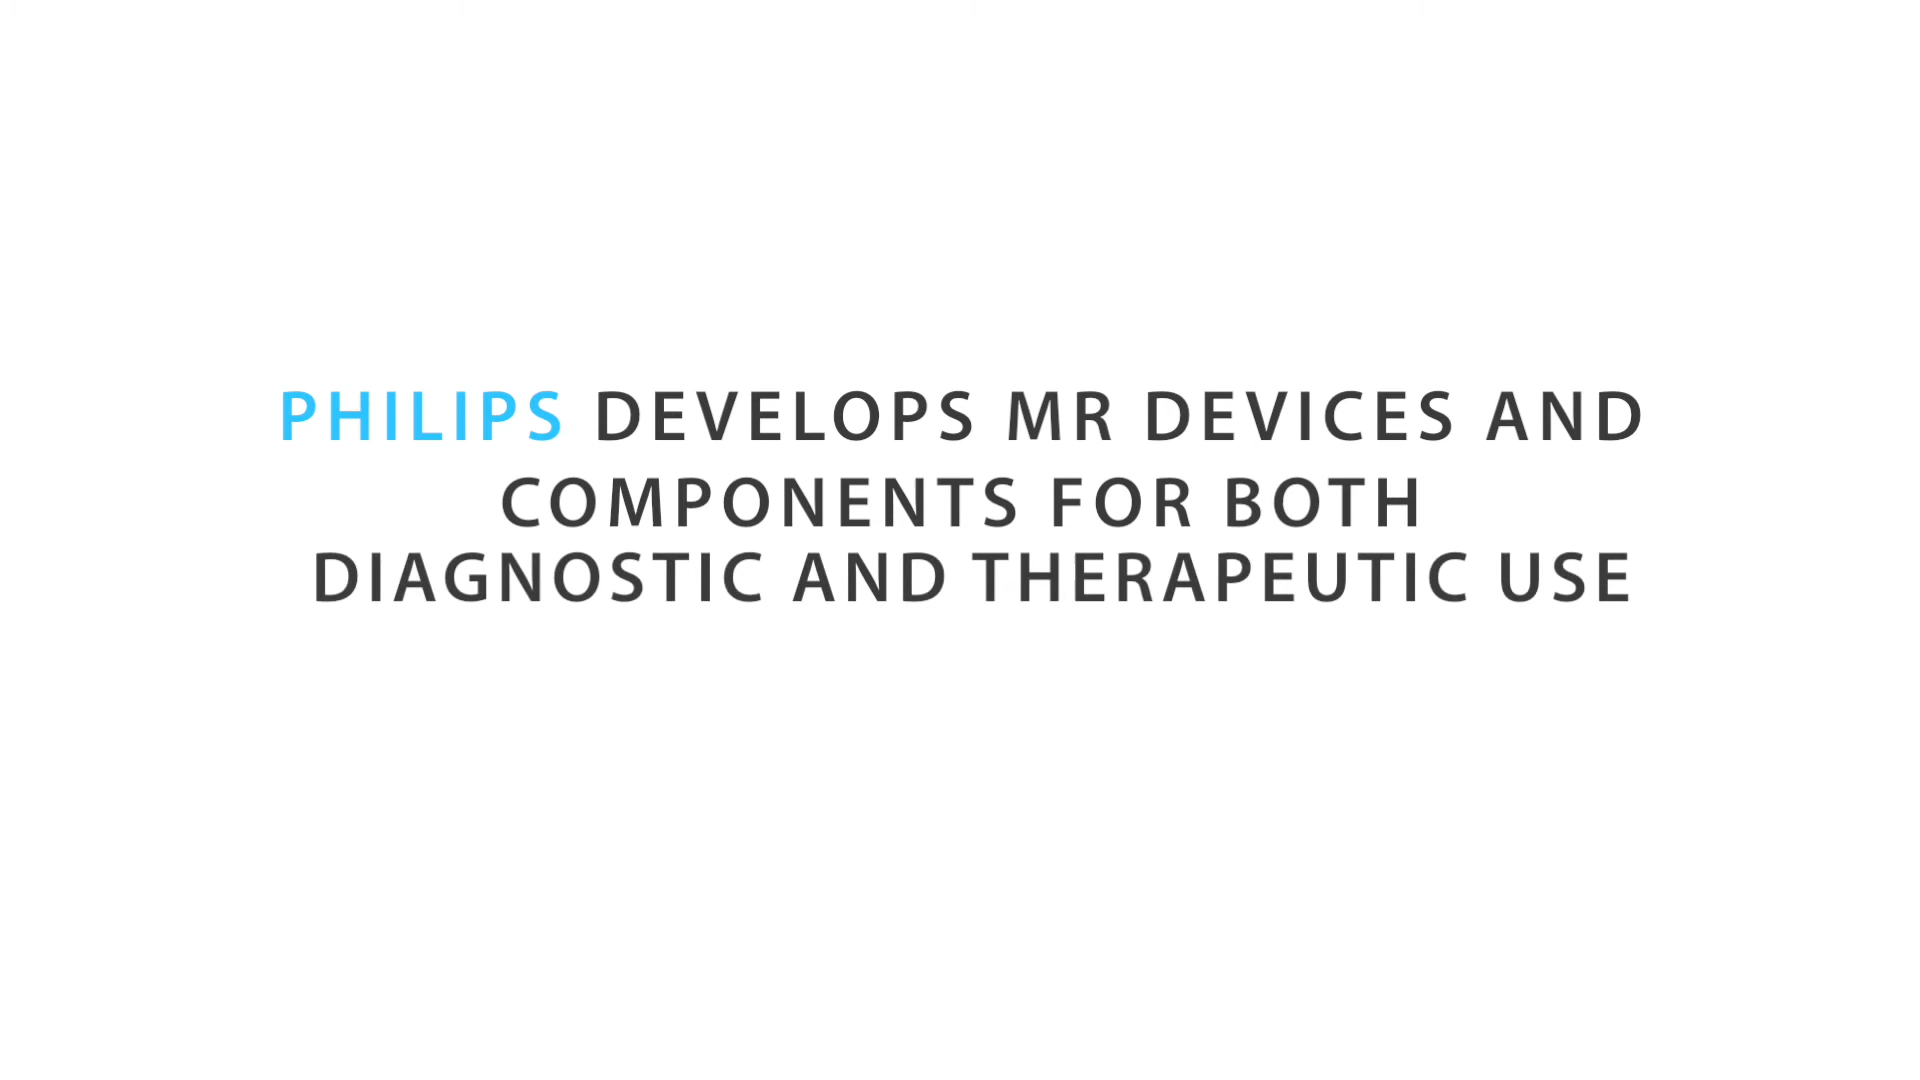 PHILIPS DEVELOPS MR DEVICES AND
COMPONENTS FOR BOTH
DIAGNOSTIC AND THERAPEUTIC USE